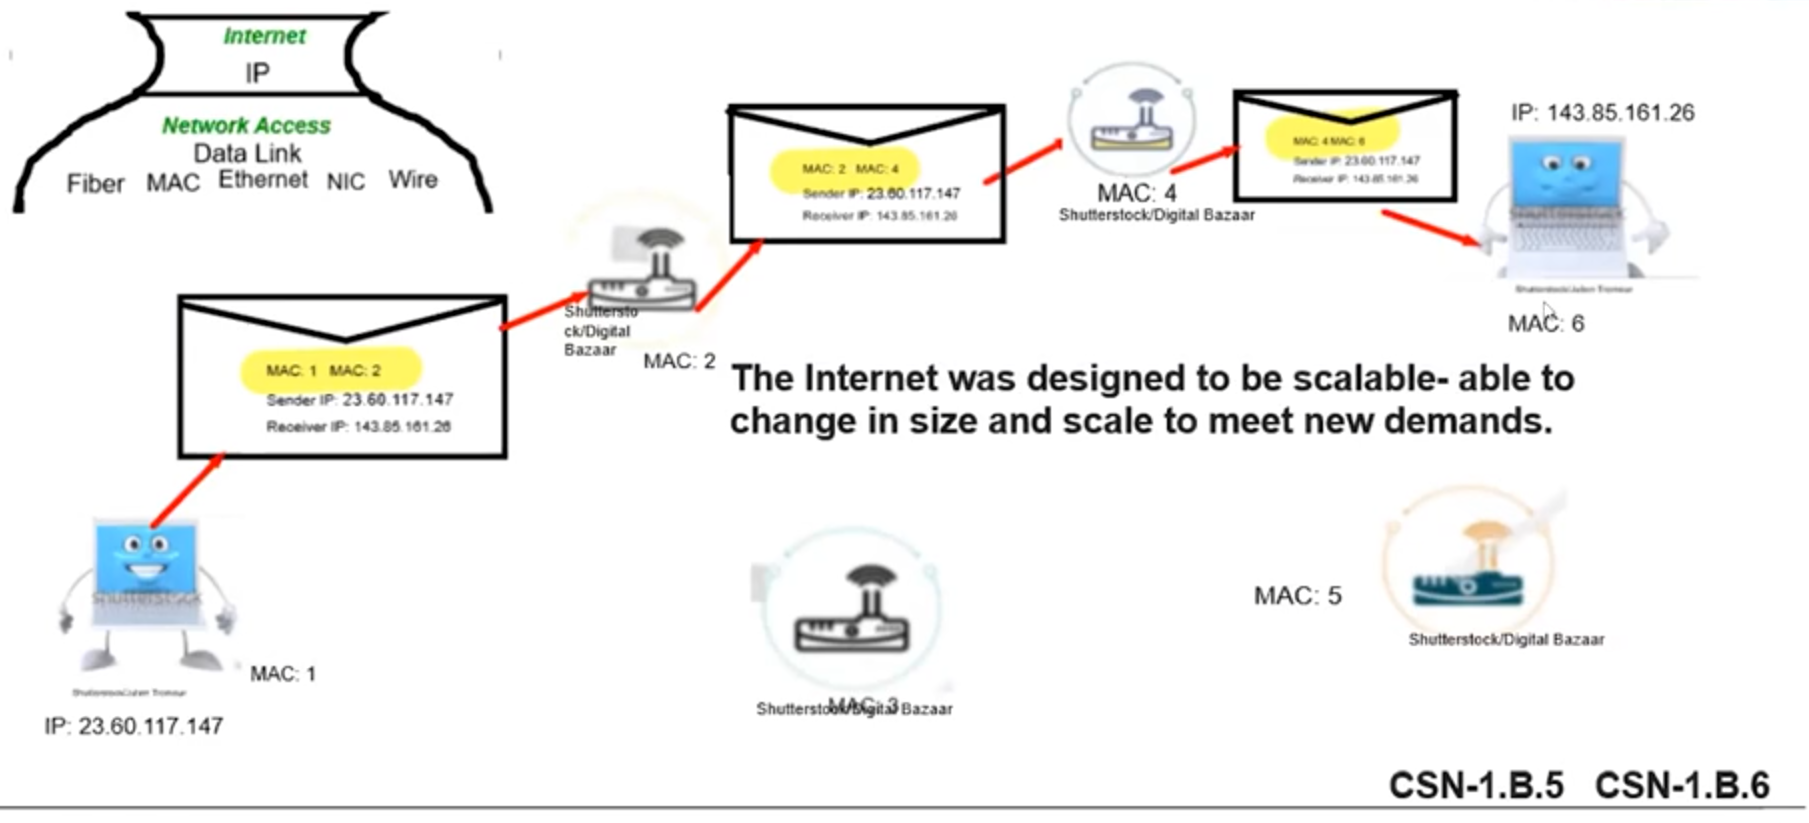 Internet
IP
Network Access
Data Link
Fiber MAC Ethernet NIC Wire
MAC: 1 MAC: 2
Sender IP: 23.60.117.147
Receiver IP: 143.85.161.26
shutterstock
MAC: 1
IP: 23.60.117.147
Shuttersto
ck/Digital
Bazaar
MAC: 2
MAC: 2 MAC: 4
Sender IP: 23.60.117.147
Receiver IP: 143.85.161.26
MAC: 4
Shutterstock/Digital Bazaar
MAC: 4 MAC: 6
Sender IP: 23.60.117.147
Receiver IP: 143.85.161.26
IP: 143.85.161.26
MAC: 6
The Internet was designed to be scalable- able to
change in size and scale to meet new demands.
MAC: 3
Shutterstock/Digital Bazaar
MAC: 5
Shutterstock/Digital Bazaar
CSN-1.B.5 CSN-1.B.6